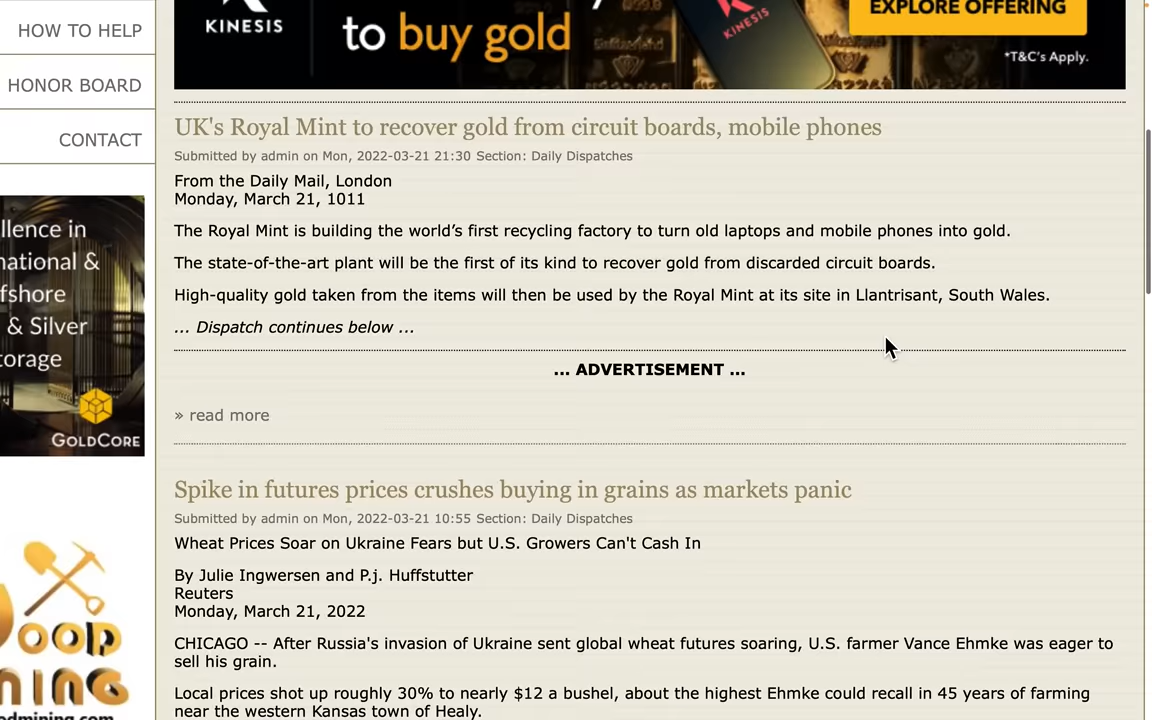 HOW TO HELP
HONOR BOARD
CONTACT
KINESIS
to buy gold
KINESIS
EXPLORE OFFERING
*T&C's Apply.
UK's Royal Mint to recover gold from circuit boards, mobile phones
Submitted by admin on Mon, 2022-03-21 21:30 Section: Daily Dispatches
From the Daily Mail, London
Monday, March 21, 1011
The Royal Mint is building the world’s first recycling factory to turn old laptops and mobile phones into gold.
The state-of-the-art plant will be the first of its kind to recover gold from discarded circuit boards.
High-quality gold taken from the items will then be used by the Royal Mint at its site in Llantrisant, South Wales.
... Dispatch continues below ...
... ADVERTISEMENT ...
» read more
llence in
national &
fshore
& Silver
torage
GOLDCORE
Spike in futures prices crushes buying in grains as markets panic
Submitted by admin on Mon, 2022-03-21 10:55 Section: Daily Dispatches
Wheat Prices Soar on Ukraine Fears but U.S. Growers Can't Cash In
By Julie Ingwersen and P.j. Huffstutter
Reuters
Monday, March 21, 2022
CHICAGO -- After Russia's invasion of Ukraine sent global wheat futures soaring, U.S. farmer Vance Ehmke was eager to
sell his grain.
Local prices shot up roughly 30% to nearly $12 a bushel, about the highest Ehmke could recall in 45 years of farming
near the western Kansas town of Healy.
OOD
NING
odmining.com